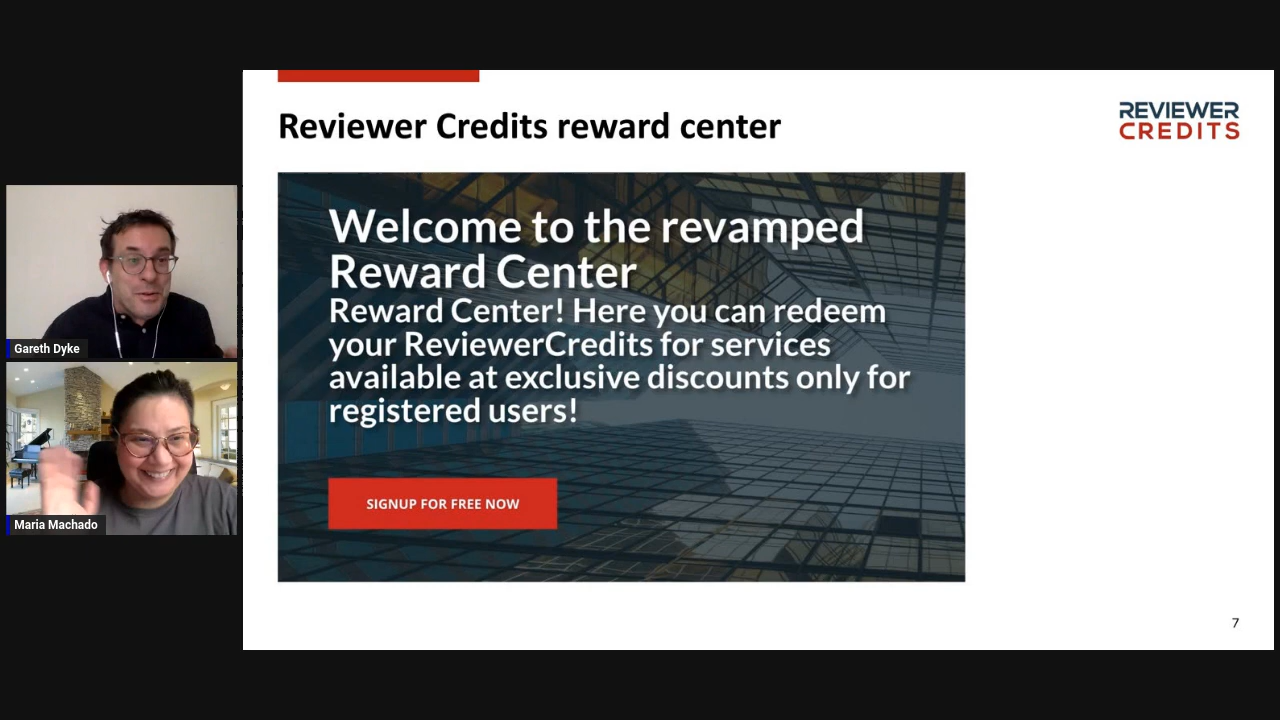 Reviewer Credits reward center
REVIEWER
CREDITS
Welcome to the revamped
Reward Center
Reward Center! Here you can redeem
your ReviewerCredits for services
available at exclusive discounts only for
registered users!
SIGNUP FOR FREE NOW
Gareth Dyke
Maria Machado
7